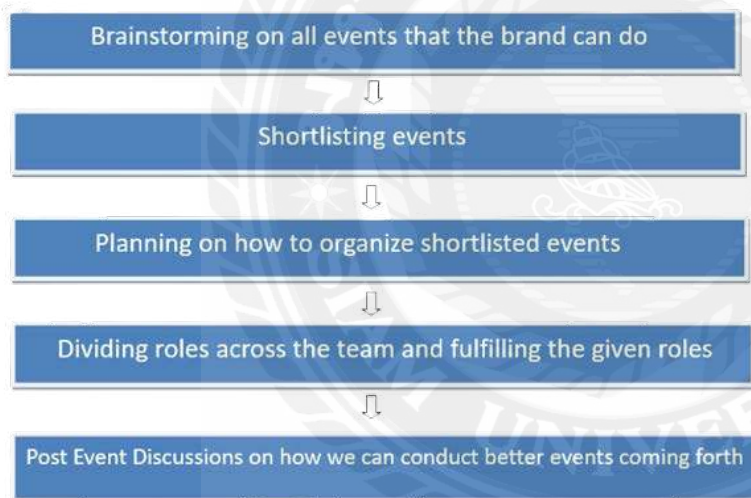 Brainstorming on all events that the brand can do
Shortlisting events
Planning on how to organize shortlisted events
Dividing roles across the team and fulfilling the given roles
Post Event Discussions on how we can conduct better events coming forth